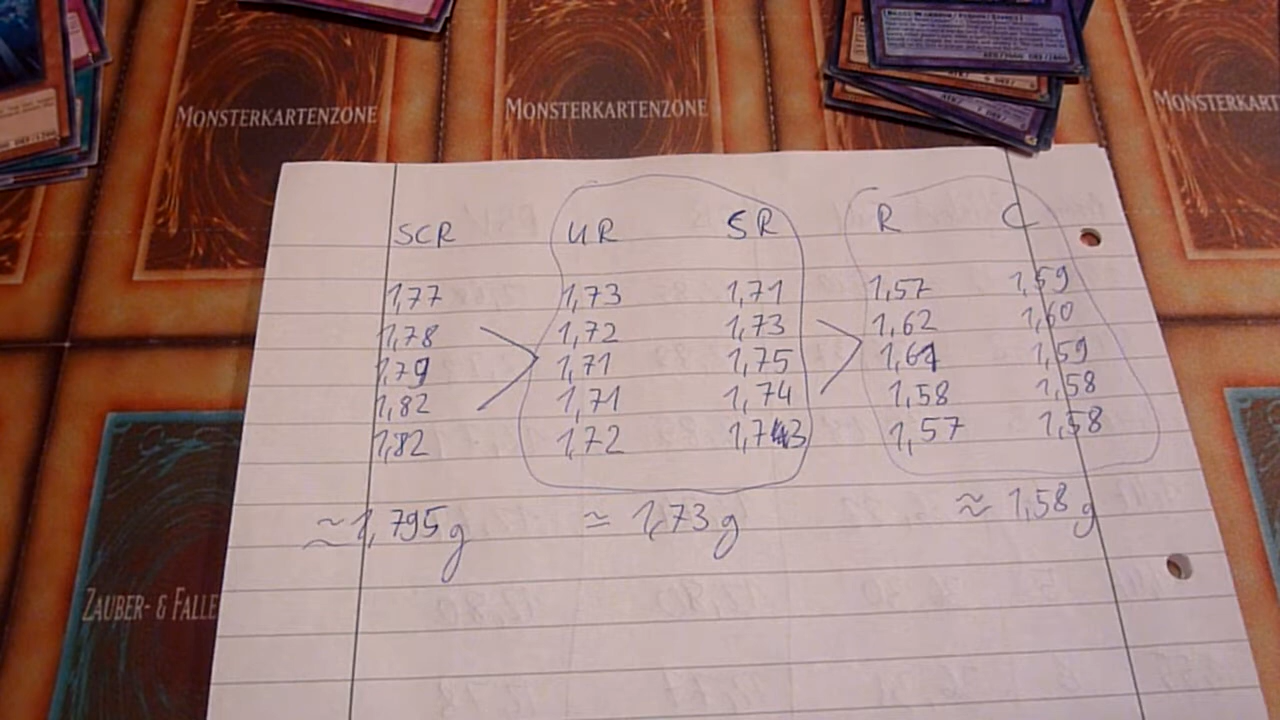 MONSTERKARTENZONE
MONSTERKARTENZONE
MONSTERKART
SCR UR SR R C
1,77 1,73 1,71 1,57 1,59
1,78 > 1,72 1,73 > 1,62 1,60
1,79 1,71 1,75 1,61 1,59
1,82 1,71 1,74 1,58 1,58
1,82 1,72 1,73 1,57 1,58
≈ 1,795g ≈ 1,73g ≈ 1,58g
ZAUBER- & FALLE